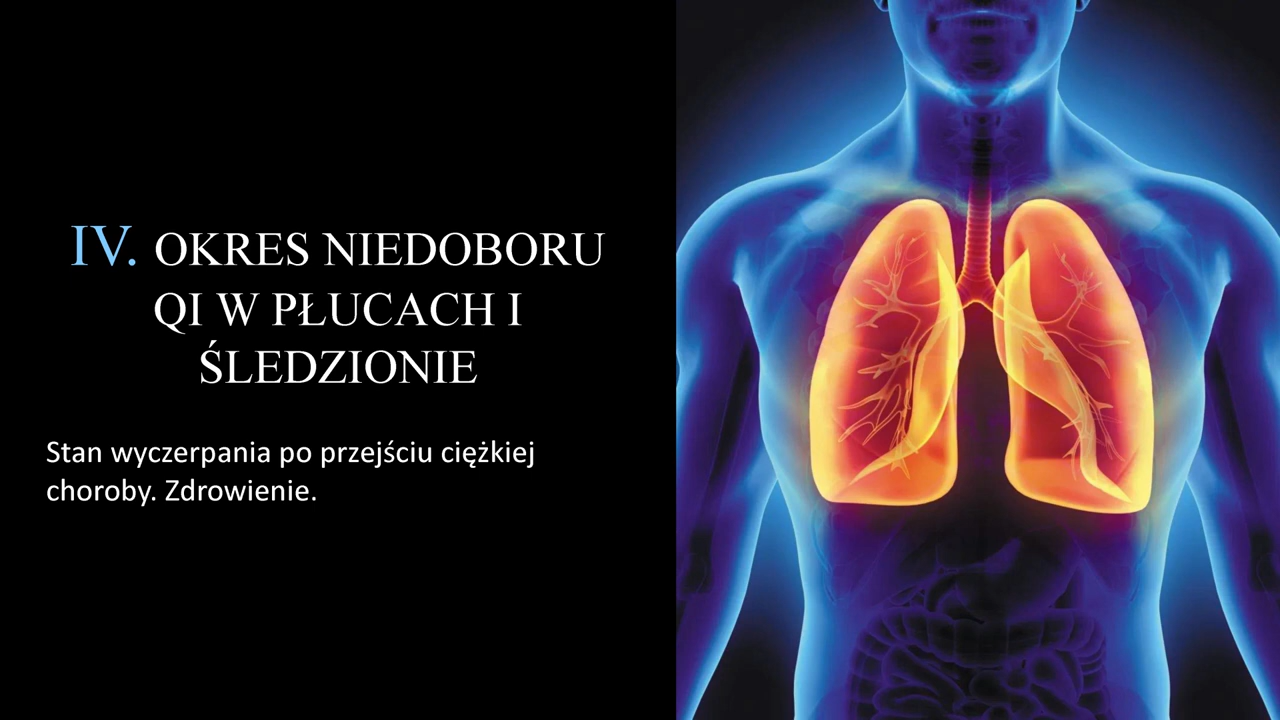 IV. OKRES NIEDOBORU
QI W PŁUCACH I
ŚLEDZIONIE
Stan wyczerpania po przejściu ciężkiej
choroby. Zdrowienie.